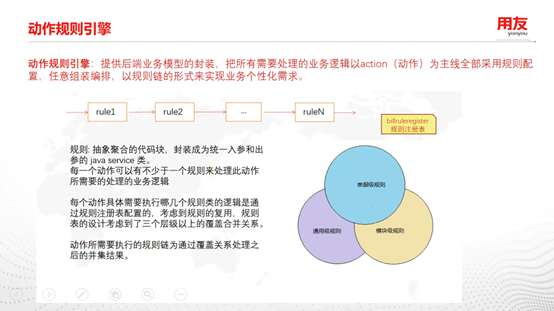 动作规则引擎
用友
yonyou
动作规则引擎：提供后端业务模型的封装，把所有需要处理的业务逻辑以action（动作）为主线全部采用规则配
置，任意组装编排，以规则链的形式来实现业务个性化需求。
rule1
rule2
...
ruleN
billruleregister
规则注册表
规则: 抽象聚合的代码块，封装成为统一入参和出
参的 java service 类。
每一个动作可以有不少于一个规则来处理此动作
所需要的处理的业务逻辑
每个动作具体需要执行哪几个规则类的逻辑是通
过规则注册表配置的，考虑到规则的复用，规则
表的设计考虑到了三个层级以上的覆盖合并关系。
动作所需要执行的规则链为通过覆盖关系处理之
后的并集结果。
单据级规则
通用级规则
模块级规则